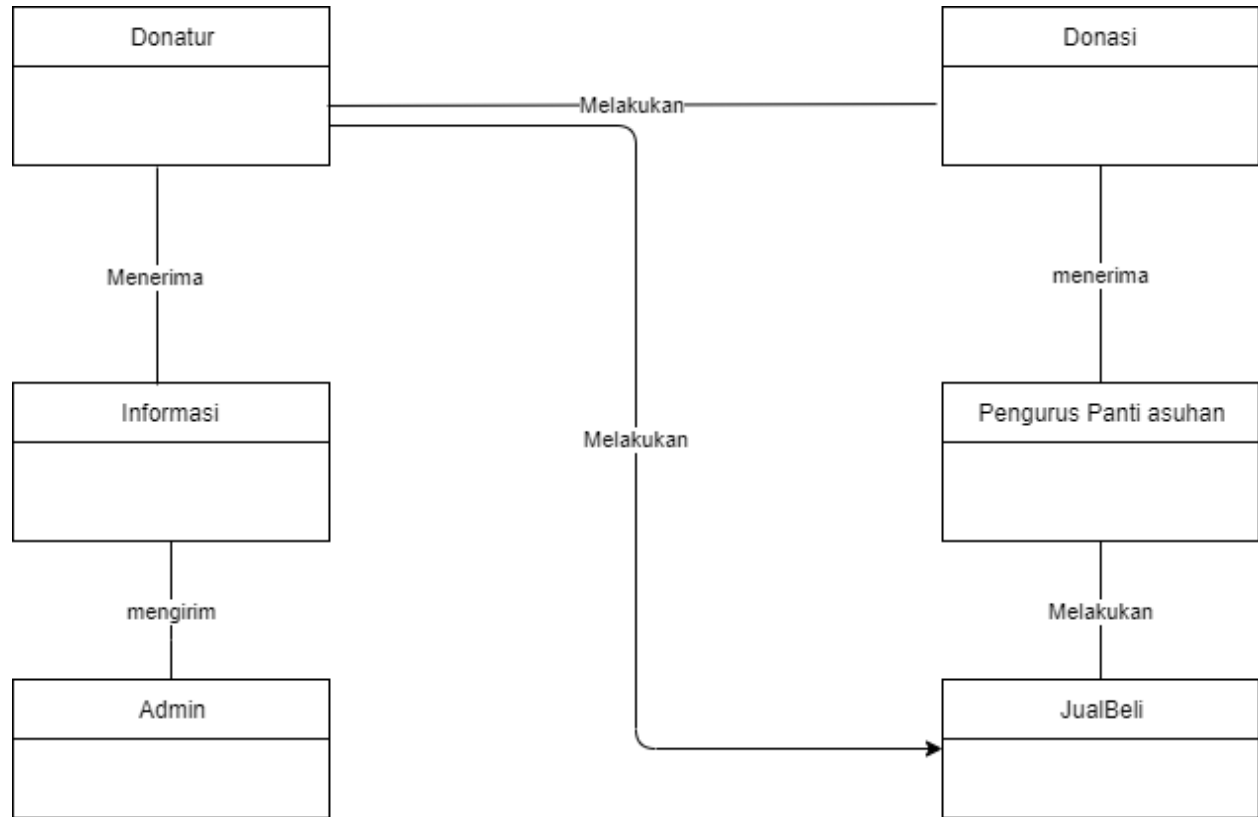 Donatur
Donasi
Melakukan
Menerima
menerima
Informasi
Pengurus Panti asuhan
Melakukan
mengirim
Melakukan
Admin
JualBeli